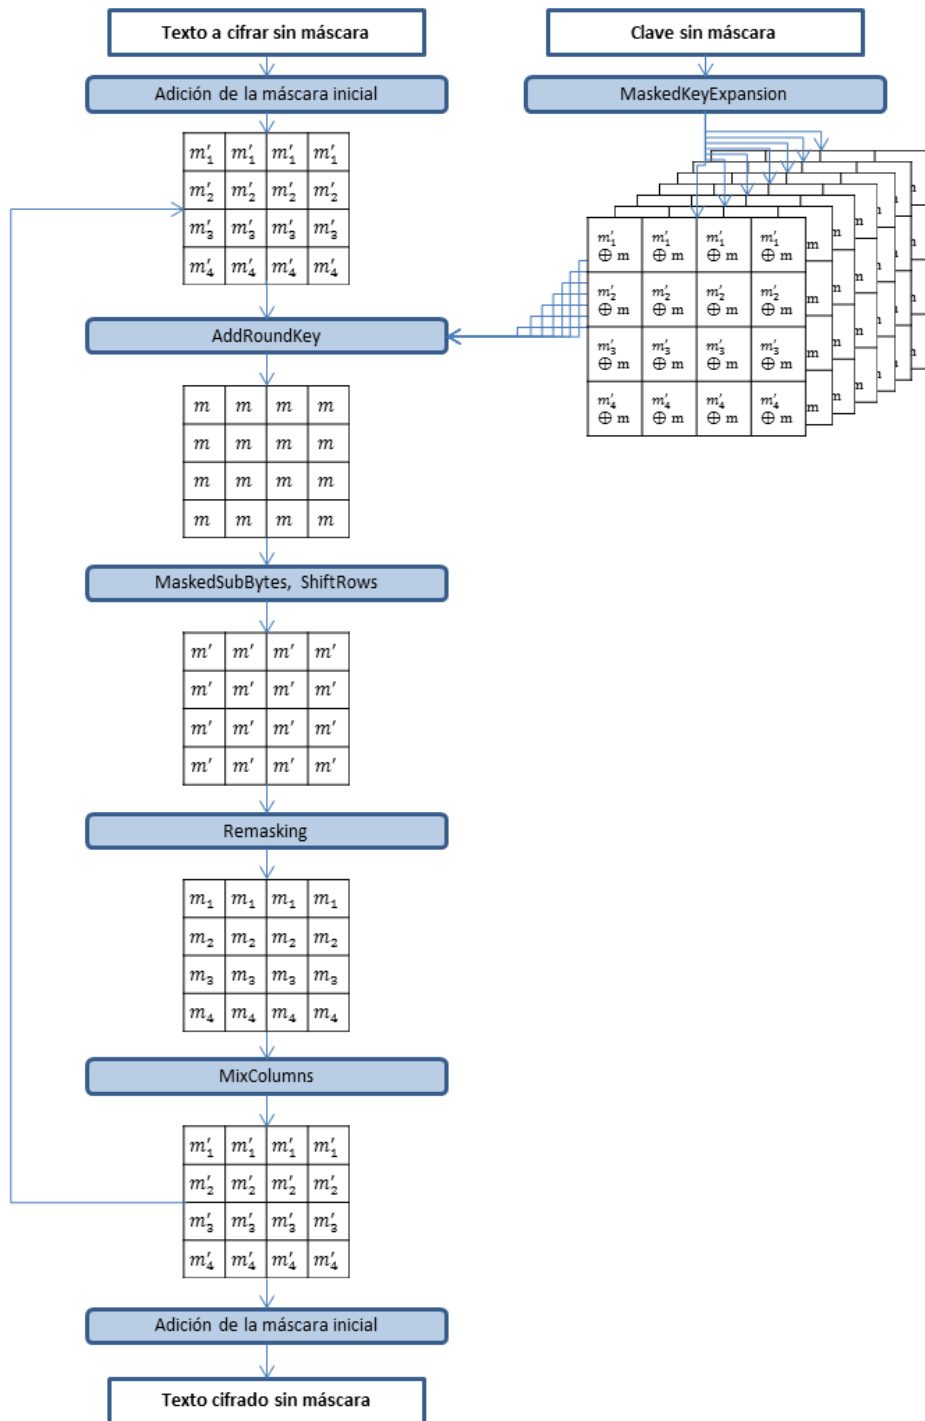 Texto a cifrar sin máscara
Clave sin máscara
Adición de la máscara inicial
MaskedKeyExpansion
m′₁ m′₁ m′₁ m′₁
m′₂ m′₂ m′₂ m′₂
m′₃ m′₃ m′₃ m′₃
m′₄ m′₄ m′₄ m′₄
m′₁ m′₁ m′₁ m′₁
⊕ m ⊕ m ⊕ m ⊕ m
m′₂ m′₂ m′₂ m′₂
⊕ m ⊕ m ⊕ m ⊕ m
m′₃ m′₃ m′₃ m′₃
⊕ m ⊕ m ⊕ m ⊕ m
m′₄ m′₄ m′₄ m′₄
⊕ m ⊕ m ⊕ m ⊕ m
AddRoundKey
m m m m
m m m m
m m m m
m m m m
MaskedSubBytes, ShiftRows
m′ m′ m′ m′
m′ m′ m′ m′
m′ m′ m′ m′
m′ m′ m′ m′
Remasking
m₁ m₁ m₁ m₁
m₂ m₂ m₂ m₂
m₃ m₃ m₃ m₃
m₄ m₄ m₄ m₄
MixColumns
m′₁ m′₁ m′₁ m′₁
m′₂ m′₂ m′₂ m′₂
m′₃ m′₃ m′₃ m′₃
m′₄ m′₄ m′₄ m′₄
Adición de la máscara inicial
Texto cifrado sin máscara